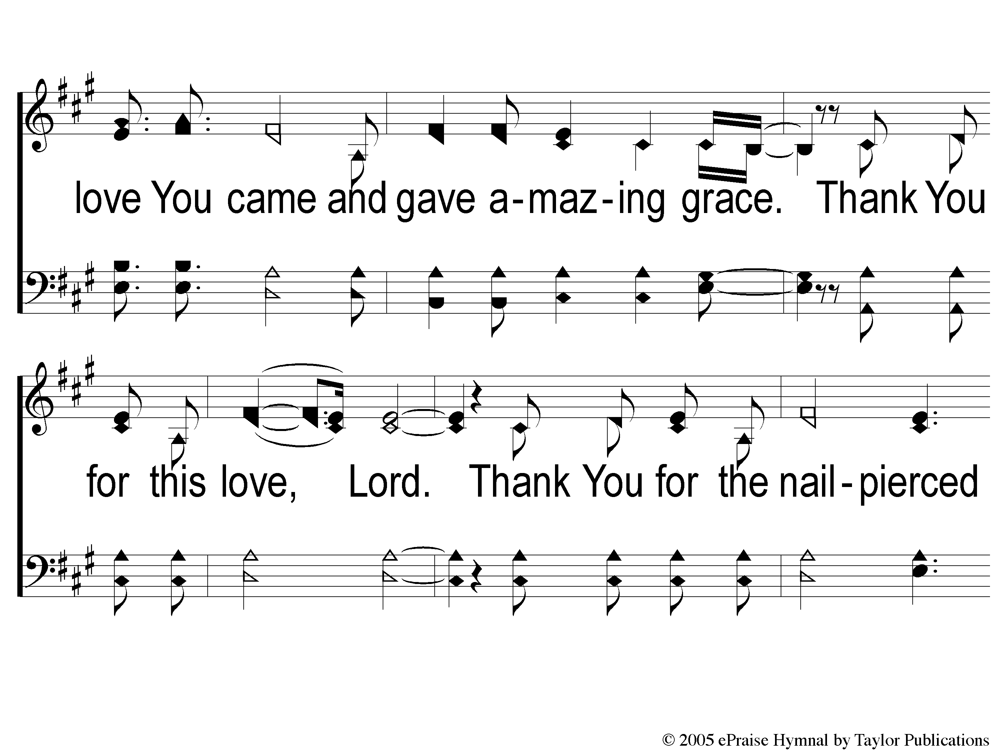 love You came and gave a-maz-ing grace. Thank You
for this love, Lord. Thank You for the nail-pierced
© 2005 ePraise Hymnal by Taylor Publications